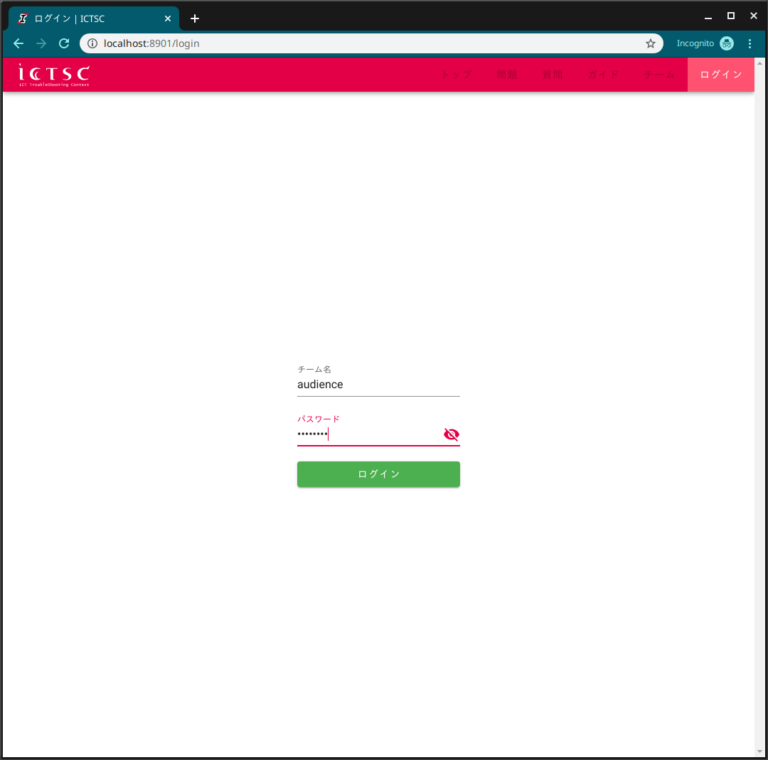 ログイン | ICTSC
localhost:8901/login
Incognito
ICTSC
ICT TroubleShooting Contest
トップ 問題 質問 ガイド チーム ログイン
チーム名
audience
パスワード
••••••••
ログイン